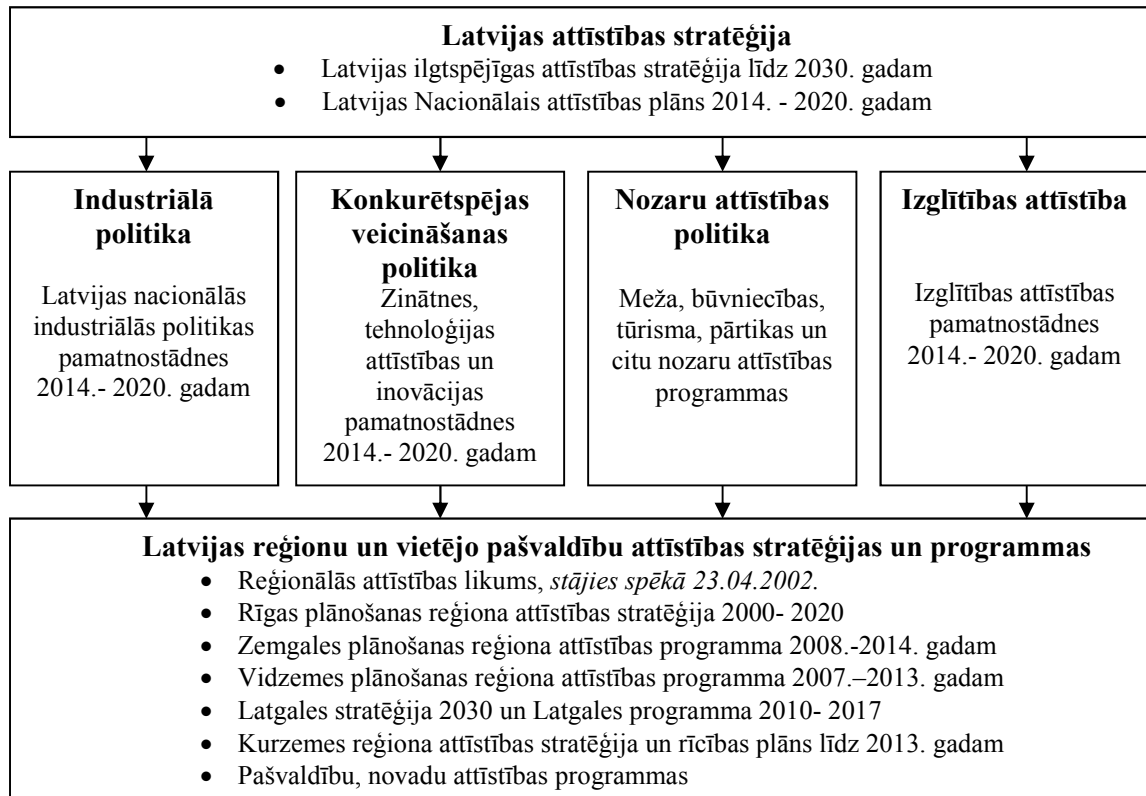 Latvijas attīstības stratēģija
• Latvijas ilgtspējīgas attīstības stratēģija līdz 2030. gadam
• Latvijas Nacionālais attīstības plāns 2014. - 2020. gadam
Industriālā
politika
Latvijas nacionālās
industriālās politikas
pamatnostādnes
2014.- 2020. gadam
Konkurētspējas
veicināšanas
politika
Zinātnes,
tehnoloģijas
attīstības un
inovācijas
pamatnostādnes
2014.- 2020. gadam
Nozaru attīstības
politika
Meža, būvniecības,
tūrisma, pārtikas un
citu nozaru attīstības
programmas
Izglītības attīstība
Izglītības attīstības
pamatnostādnes
2014.- 2020. gadam
Latvijas reģionu un vietējo pašvaldību attīstības stratēģijas un programmas
• Reģionālās attīstības likums, stājies spēkā 23.04.2002.
• Rīgas plānošanas reģiona attīstības stratēģija 2000- 2020
• Zemgales plānošanas reģiona attīstības programma 2008.-2014. gadam
• Vidzemes plānošanas reģiona attīstības programma 2007.–2013. gadam
• Latgales stratēģija 2030 un Latgales programma 2010- 2017
• Kurzemes reģiona attīstības stratēģija un rīcības plāns līdz 2013. gadam
• Pašvaldību, novadu attīstības programmas